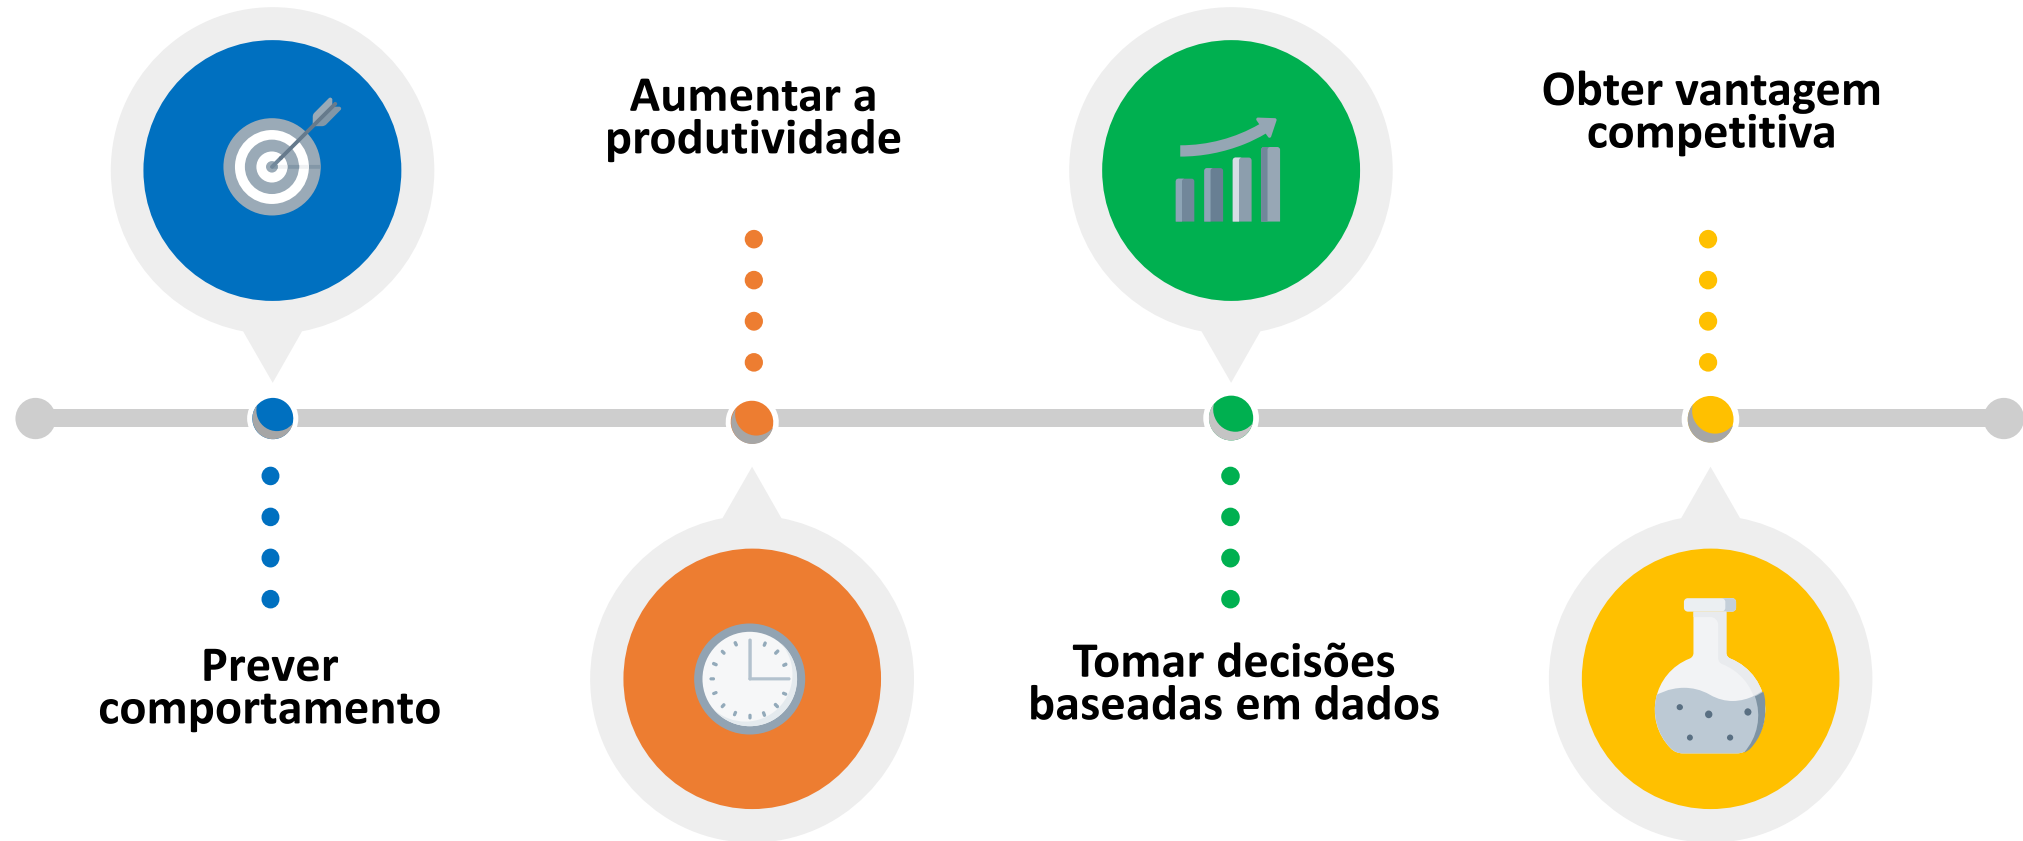 Prever
comportamento
Aumentar a
produtividade
Tomar decisões
baseadas em dados
Obter vantagem
competitiva